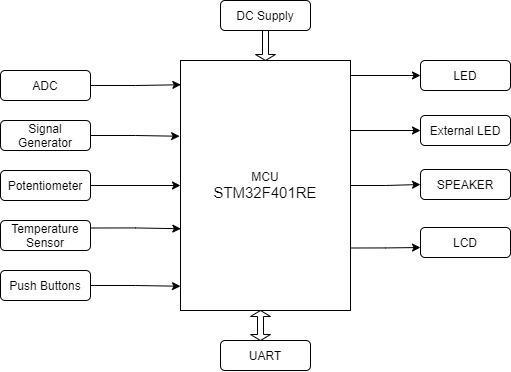 DC Supply
ADC
Signal
Generator
Potentiometer
Temperature
Sensor
Push Buttons
MCU
STM32F401RE
LED
External LED
SPEAKER
LCD
UART